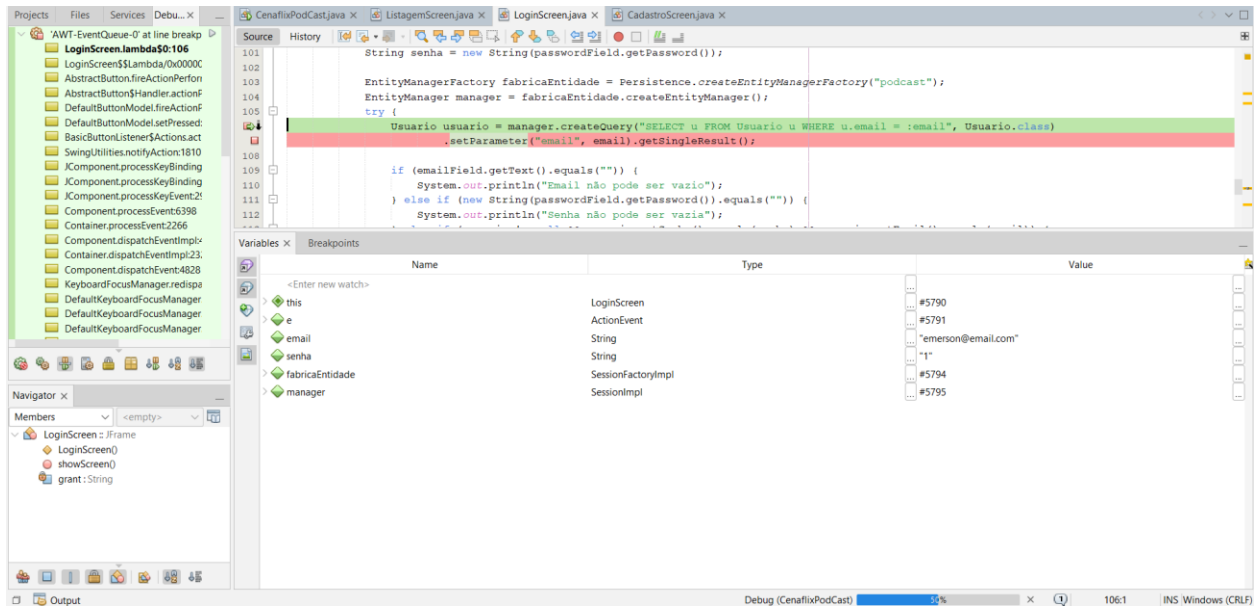 Projects Files Services Debu...×
'AWT-EventQueue-0' at line breakp
LoginScreen.lambda$0:106
LoginScreen$$Lambda/0x0000C
AbstractButton.fireActionPerforr
AbstractButton$Handler.actionP
DefaultButtonModel.fireActionP
DefaultButtonModel.setPressed:
BasicButtonListener$Actions.act
SwingUtilities.notifyAction:1810
JComponent.processKeyBinding
JComponent.processKeyBinding
JComponent.processKeyEvent:29
Component.processEvent:6398
Container.processEvent:2266
Component.dispatchEventImpl:4
Container.dispatchEventImpl:23:
Component.dispatchEvent:4828
KeyboardFocusManager.redispa
DefaultKeyboardFocusManager
DefaultKeyboardFocusManager
DefaultKeyboardFocusManager
Navigator ×
Members <empty>
LoginScreen :: JFrame
LoginScreen()
showScreen()
grant : String
CenaflixPodCast.java × ListagemScreen.java × LoginScreen.java × CadastroScreen.java ×
Source History
101 String senha = new String(passwordField.getPassword());
102
103 EntityManagerFactory fabricaEntidade = Persistence.createEntityManagerFactory("podcast");
104 EntityManager manager = fabricaEntidade.createEntityManager();
105 try {
Usuario usuario = manager.createQuery("SELECT u FROM Usuario u WHERE u.email = :email", Usuario.class)
.setParameter("email", email).getSingleResult();
108
109 if (emailField.getText().equals("")) {
110 System.out.println("Email não pode ser vazio");
111 } else if (new String(passwordField.getPassword()).equals("")) {
112 System.out.println("Senha não pode ser vazia");
Variables × Breakpoints
Name Type Value
<Enter new watch>
this LoginScreen #5790
e ActionEvent #5791
email String "emerson@email.com"
senha String "1"
fabricaEntidade SessionFactoryImpl #5794
manager SessionImpl #5795
Output Debug (CenaflixPodCast) 50% × 1 106:1 INS Windows (CRLF)